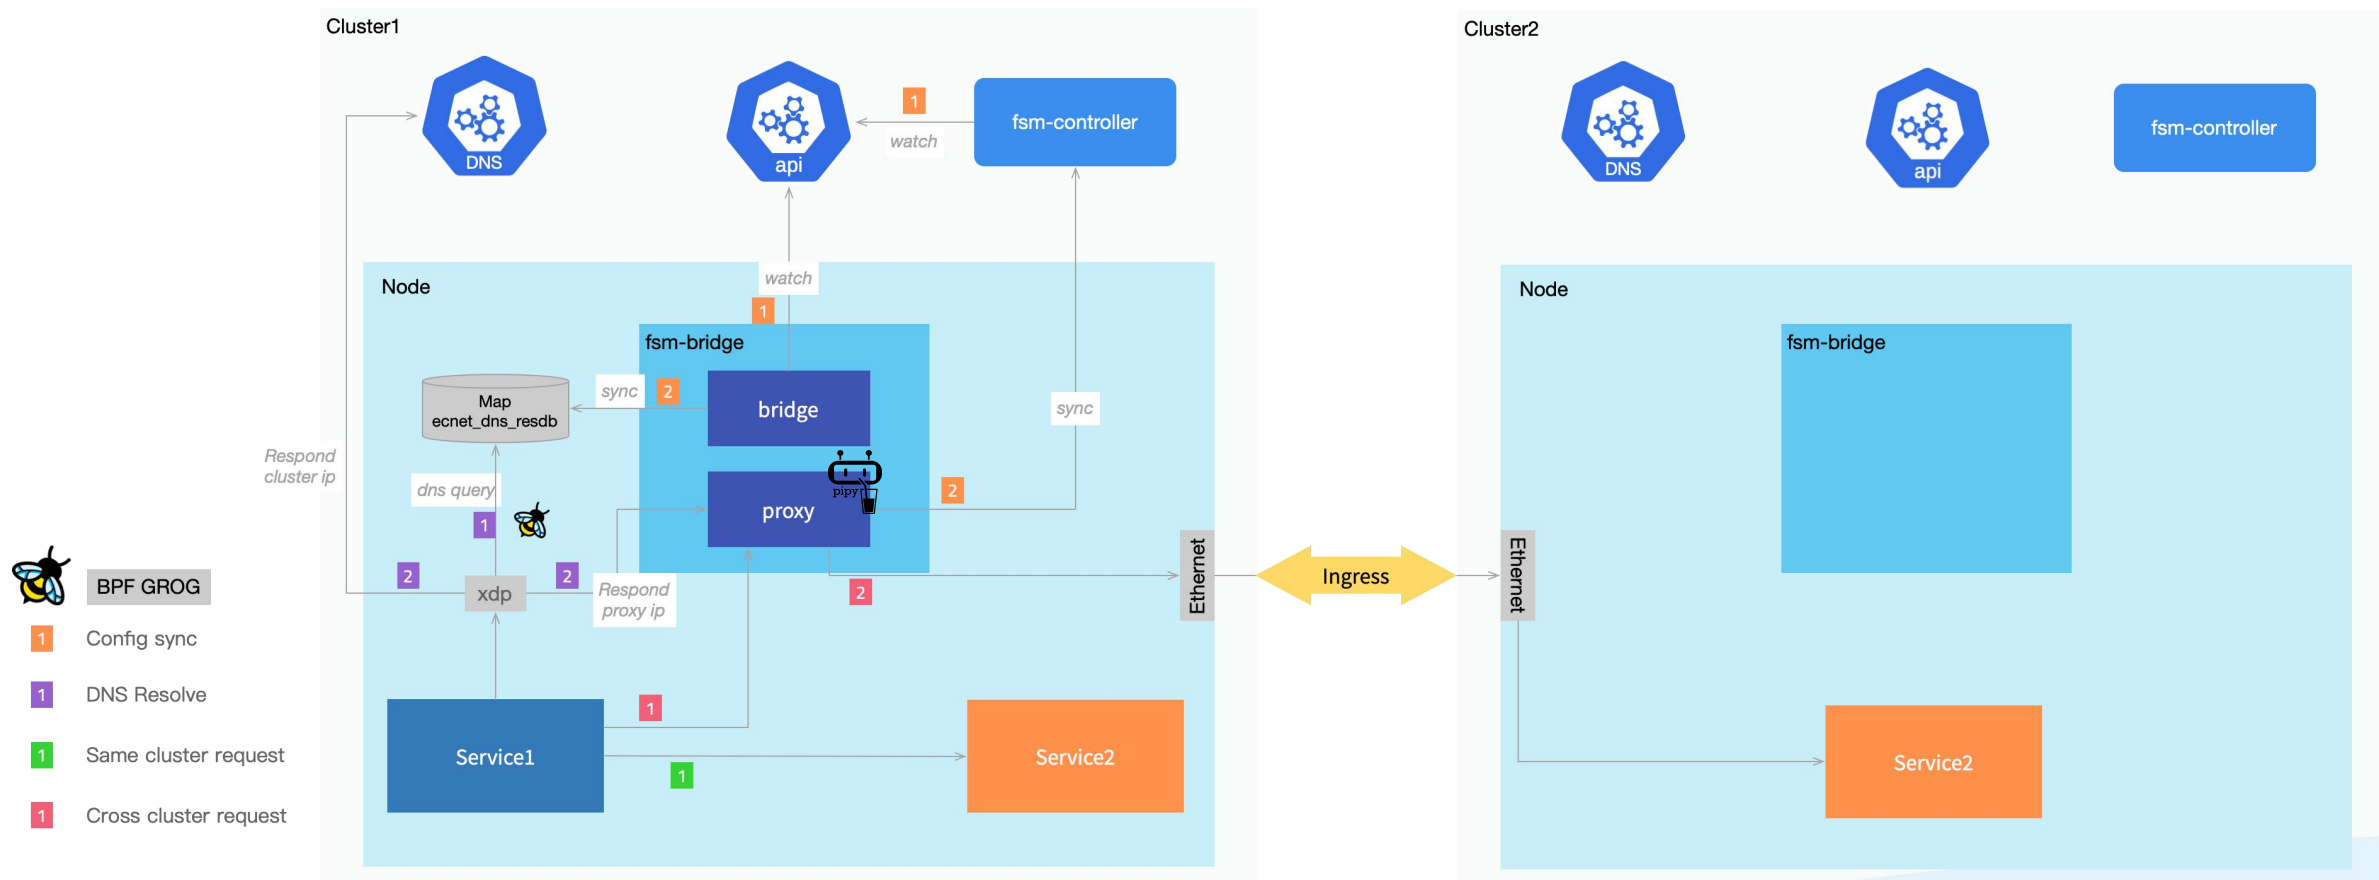 Cluster1
DNS
api
1
watch
fsm-controller
Node
watch
1
fsm-bridge
sync
2
bridge
Map
ecnet_dns_resdb
sync
Respond
cluster ip
dns query
1
pipy
proxy
2
2
xdp
2
Respond
proxy ip
2
Ethernet
Ingress
1
Service1
1
Service2
BPF GROG
1 Config sync
1 DNS Resolve
1 Same cluster request
1 Cross cluster request
Cluster2
DNS
api
fsm-controller
Node
fsm-bridge
Ethernet
Service2